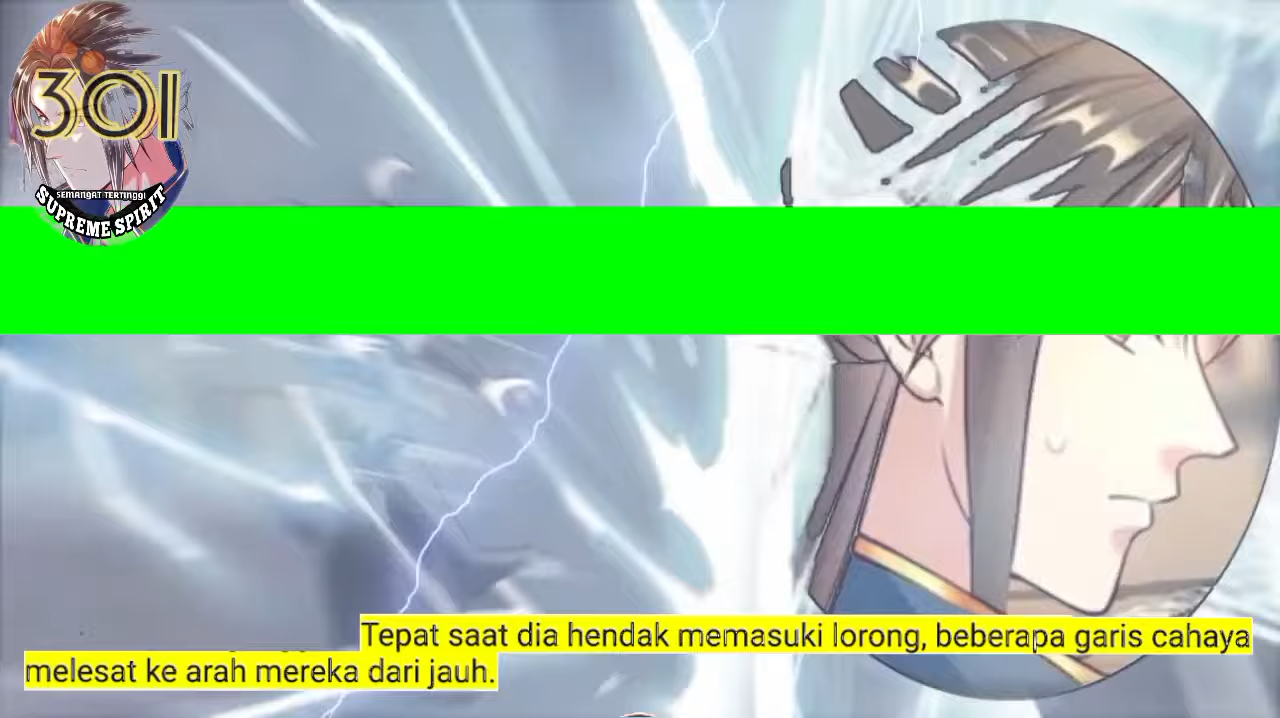 301
SEMANGAT TERTINGGI
SUPREME SPIRIT
Tepat saat dia hendak memasuki lorong, beberapa garis cahaya
melesat ke arah mereka dari jauh.